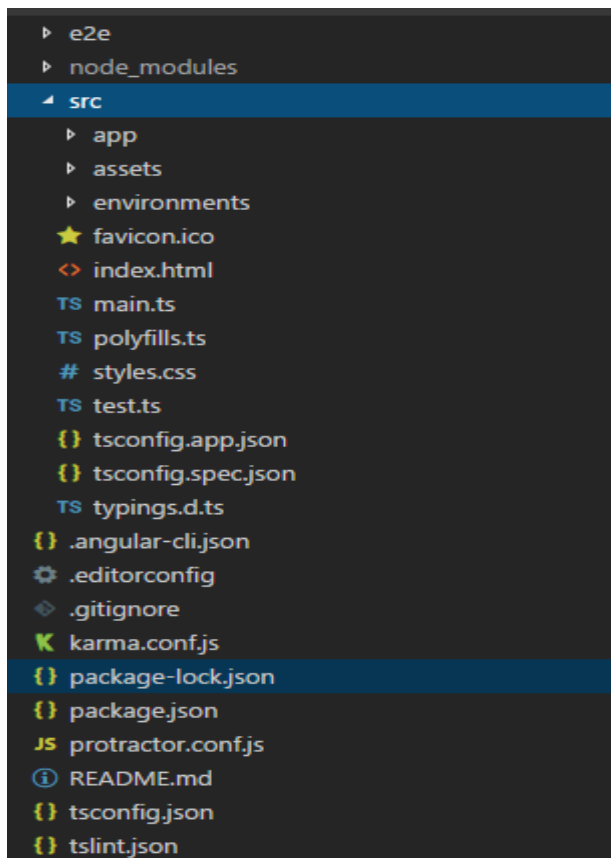 e2e
node_modules
src
app
assets
environments
favicon.ico
<> index.html
TS main.ts
TS polyfills.ts
# styles.css
TS test.ts
{} tsconfig.app.json
{} tsconfig.spec.json
TS typings.d.ts
{} .angular-cli.json
.editorconfig
.gitignore
K karma.conf.js
{} package-lock.json
{} package.json
JS protractor.conf.js
README.md
{} tsconfig.json
{} tslint.json